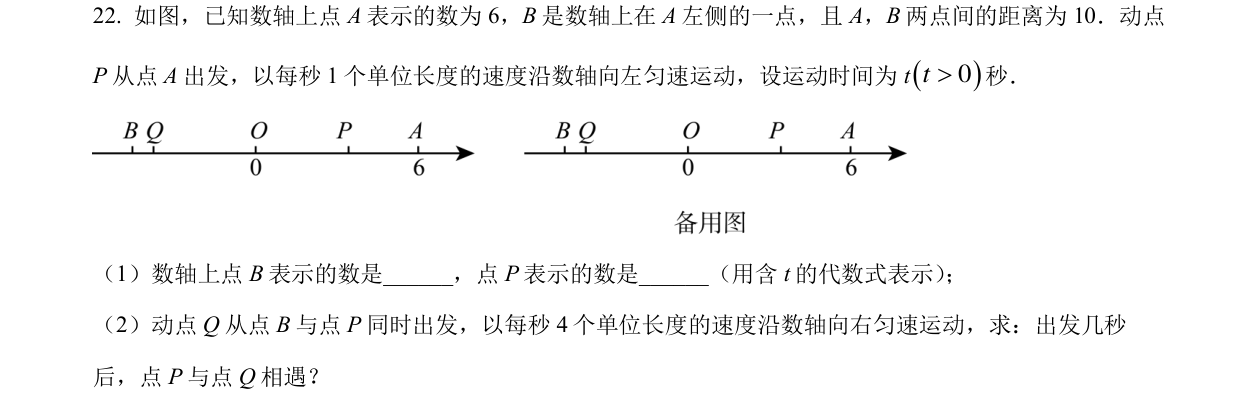 22. 如图，已知数轴上点 A 表示的数为 6，B 是数轴上在 A 左侧的一点，且 A，B 两点间的距离为 10．动点
P 从点 A 出发，以每秒 1 个单位长度的速度沿数轴向左匀速运动，设运动时间为 t(t > 0)秒．
B Q O P A B Q O P A
0 6 0 6
备用图
（1）数轴上点 B 表示的数是______，点 P 表示的数是______（用含 t 的代数式表示）；
（2）动点 Q 从点 B 与点 P 同时出发，以每秒 4 个单位长度的速度沿数轴向右匀速运动，求：出发几秒
后，点 P 与点 Q 相遇？